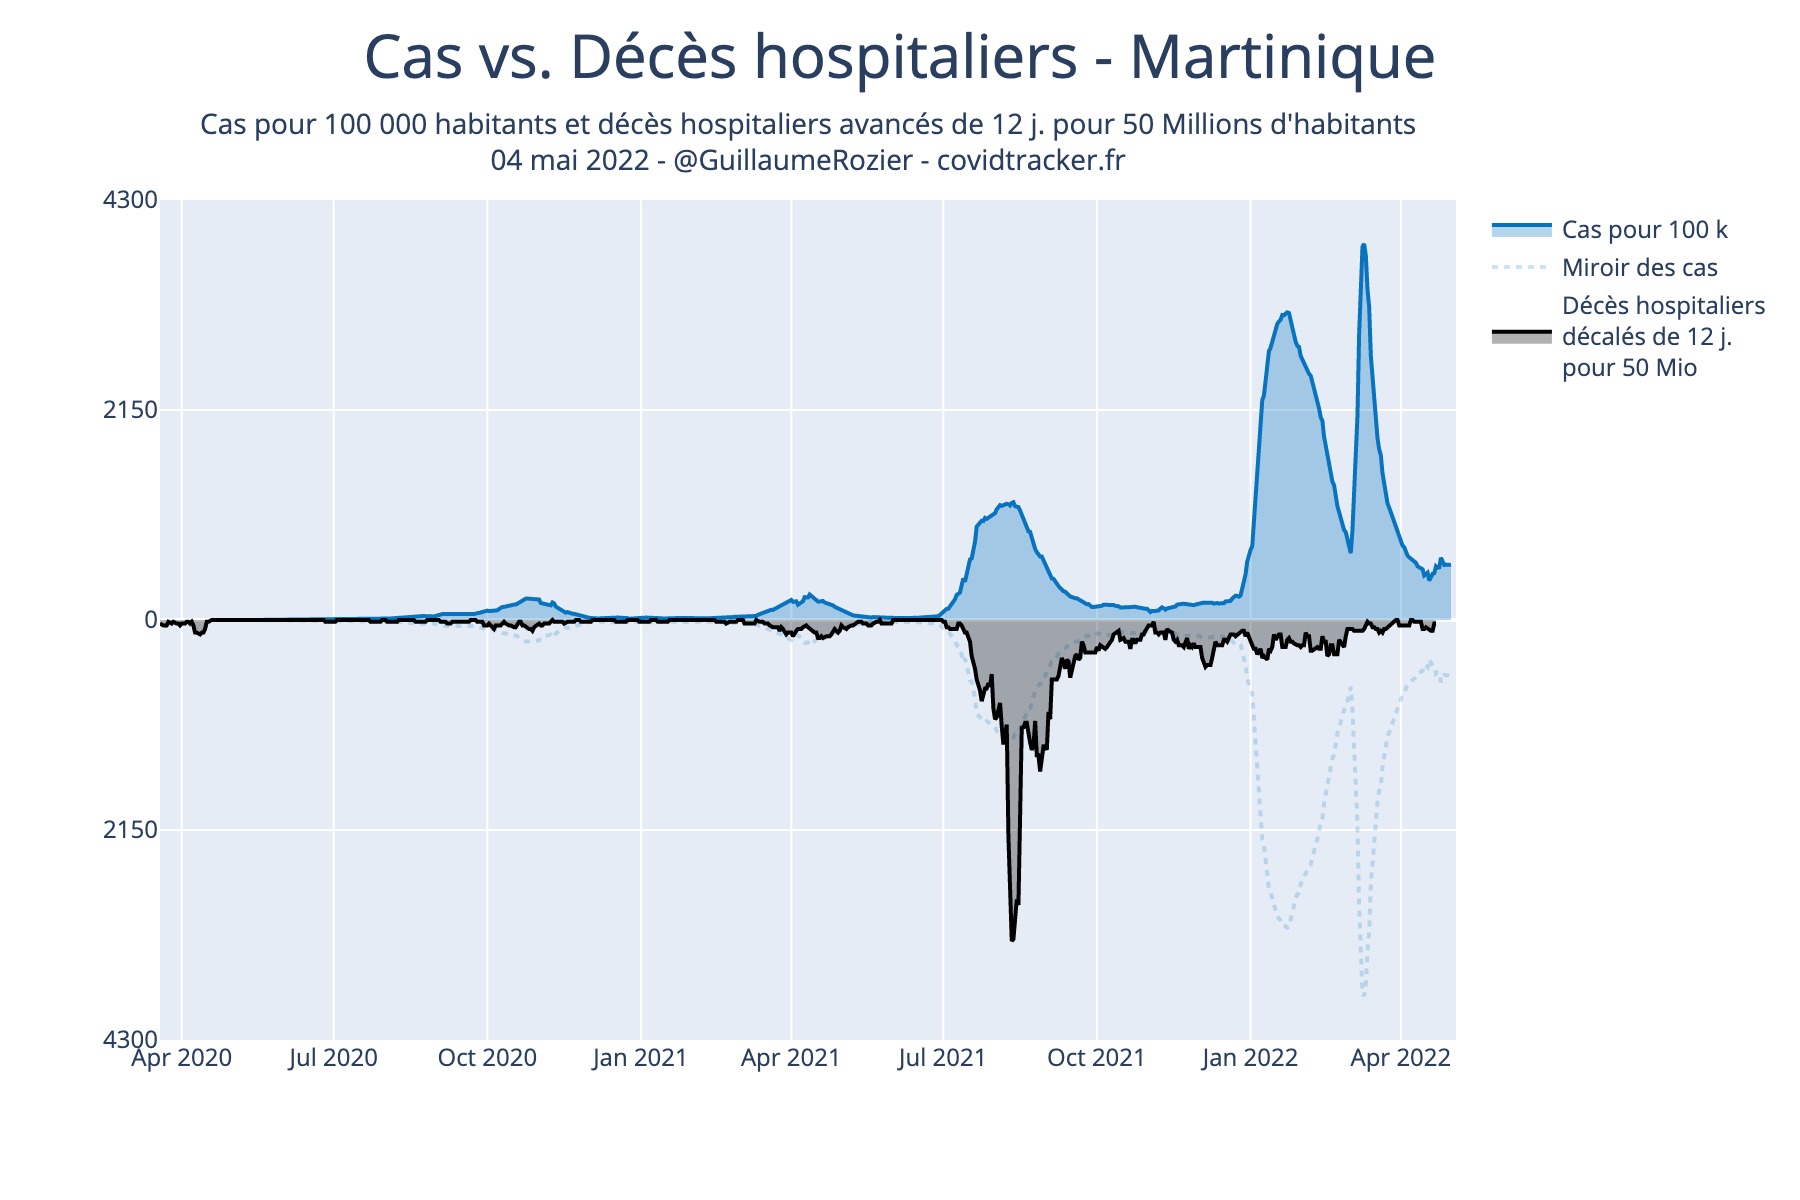 Cas vs. Décès hospitaliers - Martinique
Cas pour 100 000 habitants et décès hospitaliers avancés de 12 j. pour 50 Millions d'habitants
04 mai 2022 - @GuillaumeRozier - covidtracker.fr
4300
2150
0
2150
4300
Apr 2020
Jul 2020
Oct 2020
Jan 2021
Apr 2021
Jul 2021
Oct 2021
Jan 2022
Apr 2022
Cas pour 100 k
Miroir des cas
Décès hospitaliers
décalés de 12 j.
pour 50 Mio